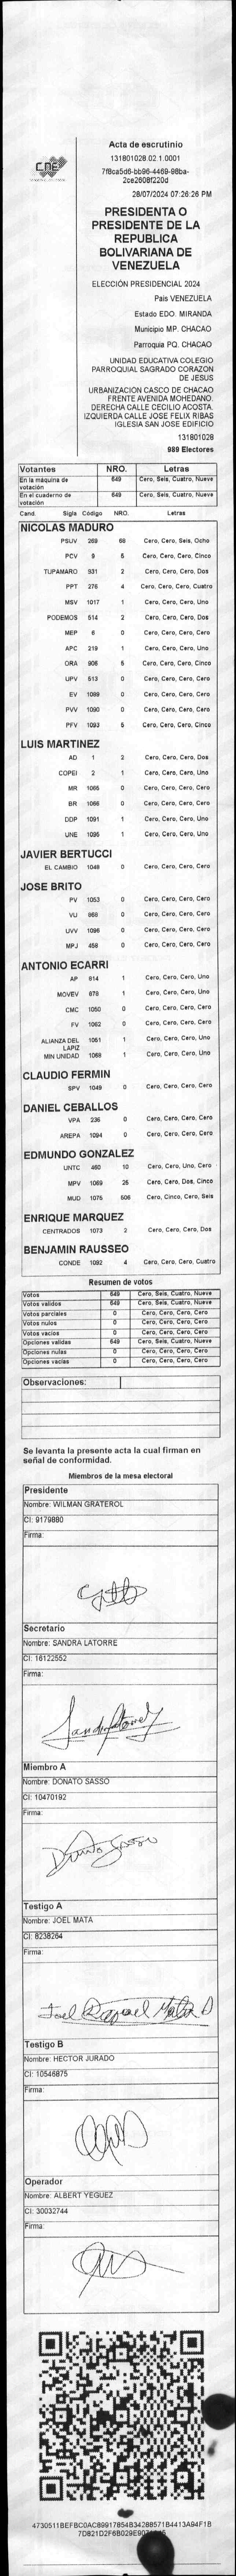 CNE
Acta de escrutinio
131801028.02.1.0001
7f8ca5d6-bb96-4469-98ba-
2ce2608f220d
28/07/2024 07:26:26 PM
PRESIDENTA O
PRESIDENTE DE LA
REPUBLICA
BOLIVARIANA DE
VENEZUELA
ELECCIÓN PRESIDENCIAL 2024
País VENEZUELA
Estado EDO. MIRANDA
Municipio MP. CHACAO
Parroquia PQ. CHACAO
UNIDAD EDUCATIVA COLEGIO
PARROQUIAL SAGRADO CORAZON
DE JESUS
URBANIZACION CASCO DE CHACAO
FRENTE AVENIDA MOHEDANO.
DERECHA CALLE CECILIO ACOSTA.
IZQUIERDA CALLE JOSE FELIX RIBAS
IGLESIA SAN JOSE EDIFICIO
131801028
989 Electores
Votantes NRO. Letras
En la máquina de votación 649 Cero, Seis, Cuatro, Nueve
En el cuaderno de votación 649 Cero, Seis, Cuatro, Nueve
Cand. Sigla Código NRO. Letras
NICOLAS MADURO
PSUV 269 68 Cero, Cero, Seis, Ocho
PCV 9 5 Cero, Cero, Cero, Cinco
TUPAMARO 931 2 Cero, Cero, Cero, Dos
PPT 276 4 Cero, Cero, Cero, Cuatro
MSV 1017 1 Cero, Cero, Cero, Uno
PODEMOS 514 2 Cero, Cero, Cero, Dos
MEP 6 0 Cero, Cero, Cero, Cero
APC 219 1 Cero, Cero, Cero, Uno
ORA 906 5 Cero, Cero, Cero, Cinco
UPV 513 0 Cero, Cero, Cero, Cero
EV 1089 0 Cero, Cero, Cero, Cero
PVV 1090 0 Cero, Cero, Cero, Cero
PFV 1093 5 Cero, Cero, Cero, Cinco
LUIS MARTINEZ
AD 1 2 Cero, Cero, Cero, Dos
COPEI 2 1 Cero, Cero, Cero, Uno
MR 1065 0 Cero, Cero, Cero, Cero
BR 1066 0 Cero, Cero, Cero, Cero
DDP 1091 1 Cero, Cero, Cero, Uno
UNE 1095 1 Cero, Cero, Cero, Uno
JAVIER BERTUCCI
EL CAMBIO 1048 0 Cero, Cero, Cero, Cero
JOSE BRITO
PV 1053 0 Cero, Cero, Cero, Cero
VU 868 0 Cero, Cero, Cero, Cero
UVV 1096 0 Cero, Cero, Cero, Cero
MPJ 458 0 Cero, Cero, Cero, Cero
ANTONIO ECARRI
AP 814 1 Cero, Cero, Cero, Uno
MOVEV 878 1 Cero, Cero, Cero, Uno
CMC 1050 0 Cero, Cero, Cero, Cero
FV 1062 0 Cero, Cero, Cero, Cero
ALIANZA DEL LAPIZ 1051 1 Cero, Cero, Cero, Uno
MIN UNIDAD 1068 1 Cero, Cero, Cero, Uno
CLAUDIO FERMIN
SPV 1049 0 Cero, Cero, Cero, Cero
DANIEL CEBALLOS
VPA 236 0 Cero, Cero, Cero, Cero
AREPA 1094 0 Cero, Cero, Cero, Cero
EDMUNDO GONZALEZ
UNTC 460 10 Cero, Cero, Uno, Cero
MPV 1069 25 Cero, Cero, Dos, Cinco
MUD 1075 506 Cero, Cinco, Cero, Seis
ENRIQUE MARQUEZ
CENTRADOS 1073 2 Cero, Cero, Cero, Dos
BENJAMIN RAUSSEO
CONDE 1092 4 Cero, Cero, Cero, Cuatro
Resumen de votos
Votos 649 Cero, Seis, Cuatro, Nueve
Votos validos 649 Cero, Seis, Cuatro, Nueve
Votos parciales 0 Cero, Cero, Cero, Cero
Votos nulos 0 Cero, Cero, Cero, Cero
Votos vacios 0 Cero, Cero, Cero, Cero
Opciones validas 649 Cero, Seis, Cuatro, Nueve
Opciones nulas 0 Cero, Cero, Cero, Cero
Opciones vacias 0 Cero, Cero, Cero, Cero
Observaciones:
Se levanta la presente acta la cual firman en
señal de conformidad.
Miembros de la mesa electoral
Presidente
Nombre: WILMAN GRATEROL
CI: 9179880
Firma:
Secretario
Nombre: SANDRA LATORRE
CI: 16122552
Firma:
Miembro A
Nombre: DONATO SASSO
CI: 10470192
Firma:
Donato Sasso
Testigo A
Nombre: JOEL MATA
CI: 8238264
Firma:
Joel Rafael Mata D
Testigo B
Nombre: HECTOR JURADO
CI: 10546875
Firma:
Operador
Nombre: ALBERT YEGUEZ
CI: 30032744
Firma:
4730511BEFBC0AC89917854B34288571B4413A94F1B